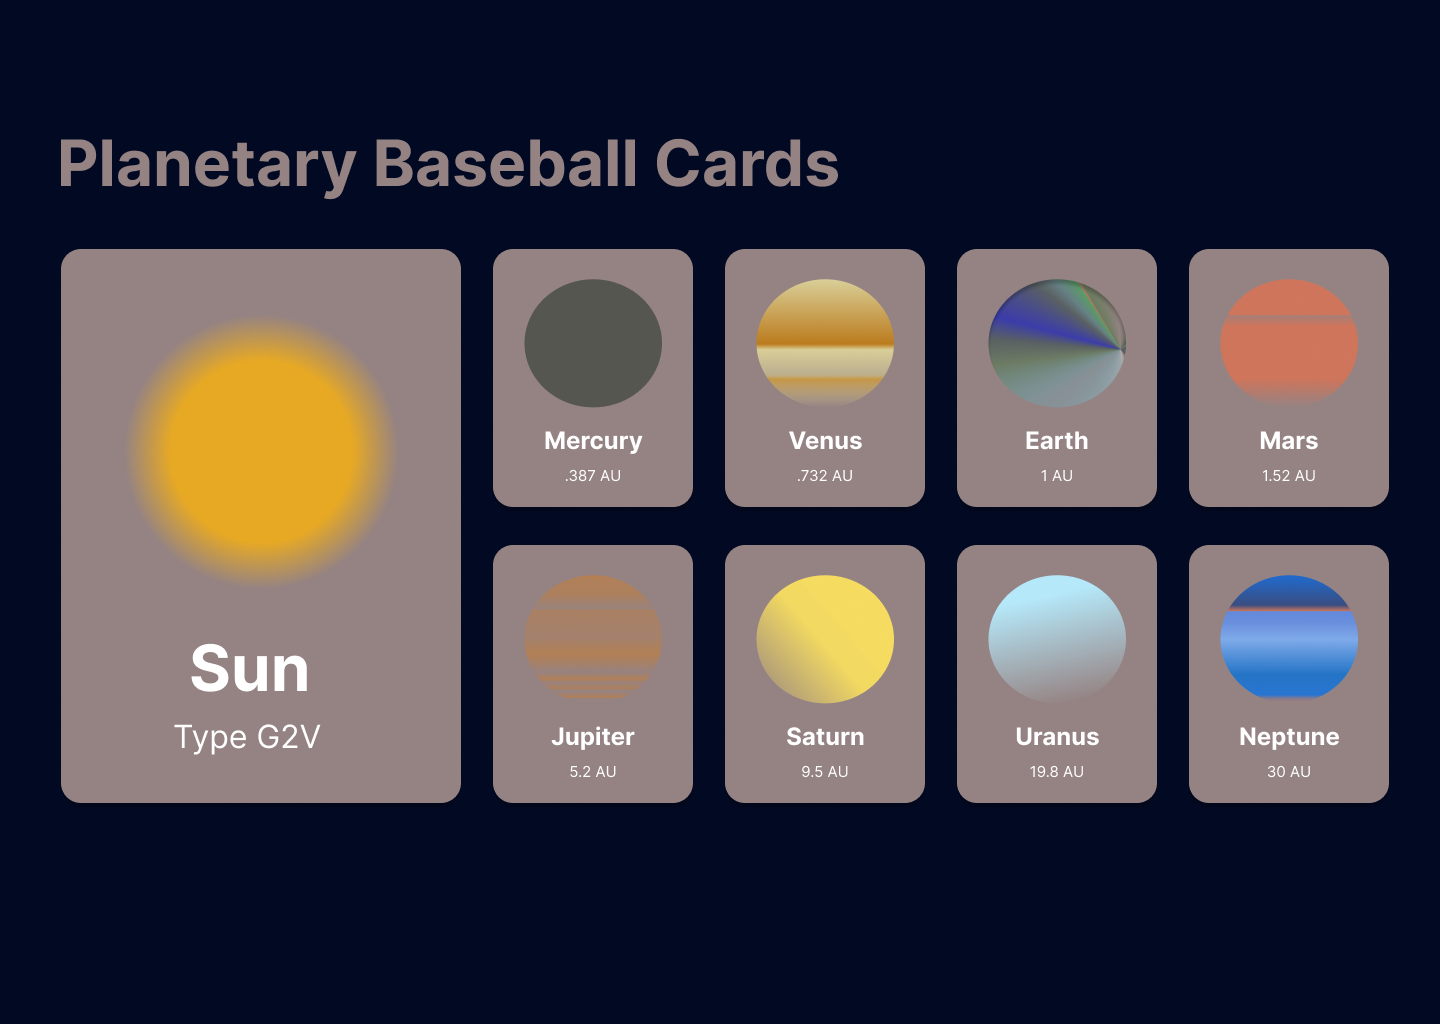 Planetary Baseball Cards
Sun
Type G2V
Mercury
.387 AU
Venus
.732 AU
Earth
1 AU
Mars
1.52 AU
Jupiter
5.2 AU
Saturn
9.5 AU
Uranus
19.8 AU
Neptune
30 AU